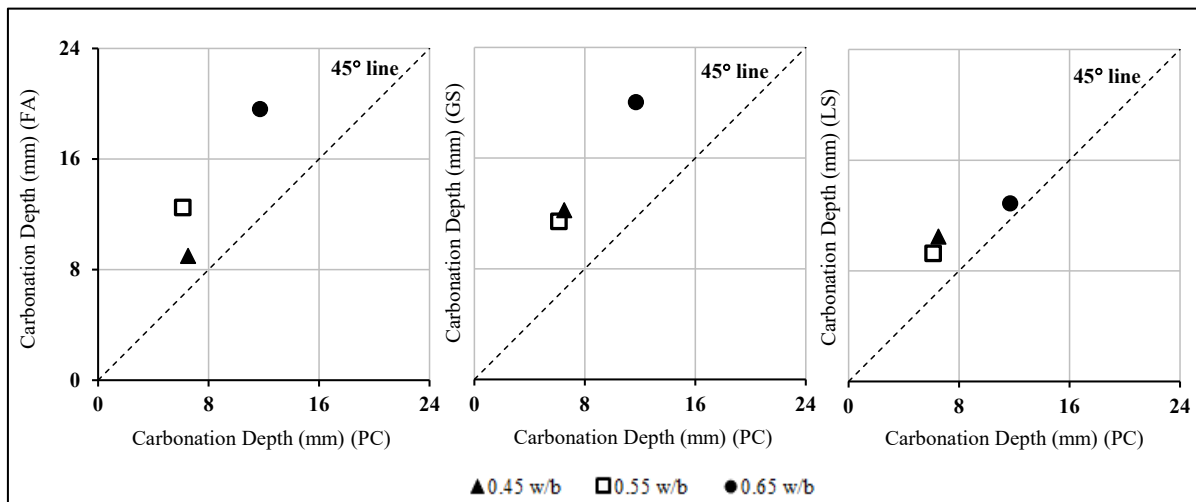 24
16
8
0
Carbonation Depth (mm) (FA)
45° line
0 8 16 24
Carbonation Depth (mm) (PC)
Carbonation Depth (mm) (GS)
45° line
0 8 16 24
Carbonation Depth (mm) (PC)
Carbonation Depth (mm) (LS)
45° line
0 8 16 24
Carbonation Depth (mm) (PC)
0.45 w/b 0.55 w/b 0.65 w/b